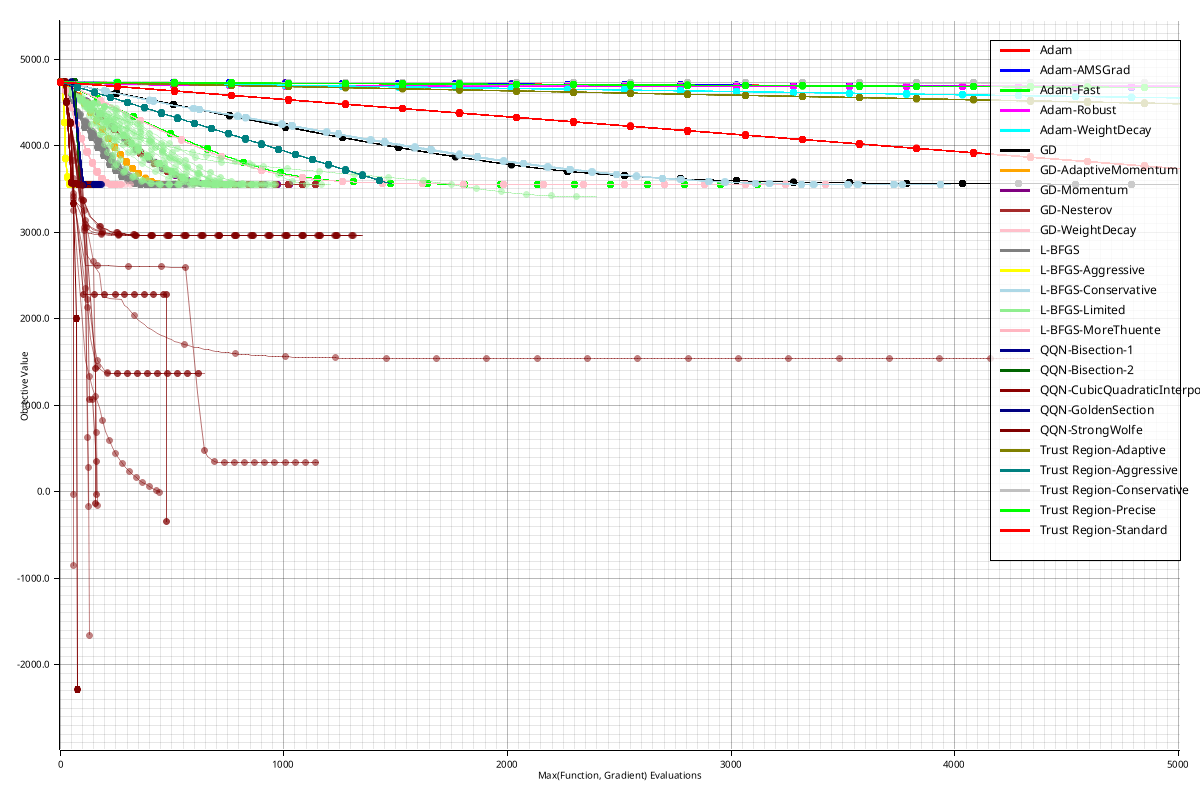 5000.0
4000.0
3000.0
2000.0
1000.0
0.0
-1000.0
-2000.0
Objective Value
0
1000
2000
3000
4000
5000
Max(Function, Gradient) Evaluations
Adam
Adam-AMSGrad
Adam-Fast
Adam-Robust
Adam-WeightDecay
GD
GD-AdaptiveMomentum
GD-Momentum
GD-Nesterov
GD-WeightDecay
L-BFGS
L-BFGS-Aggressive
L-BFGS-Conservative
L-BFGS-Limited
L-BFGS-MoreThuente
QQN-Bisection-1
QQN-Bisection-2
QQN-CubicQuadraticInterpo
QQN-GoldenSection
QQN-StrongWolfe
Trust Region-Adaptive
Trust Region-Aggressive
Trust Region-Conservative
Trust Region-Precise
Trust Region-Standard